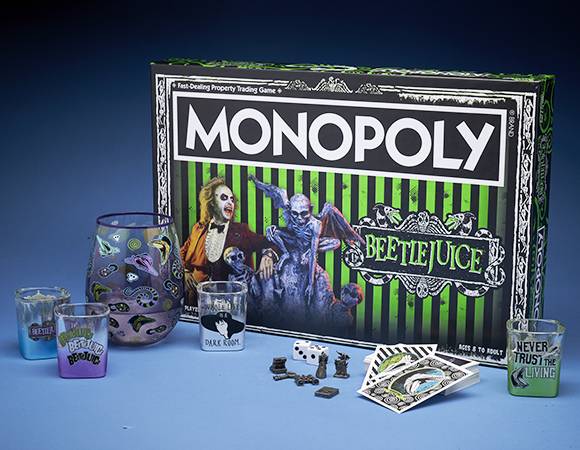 Fast-Dealing Property Trading Game
MONOPOLY
® BRAND
BEETLEJUICE
AGES 8 TO ADULT
BEETLEJUICE
BEETLEJUICE
BEETLEJUICE
DARK ROOM.
NEVER
TRUST THE
LIVING